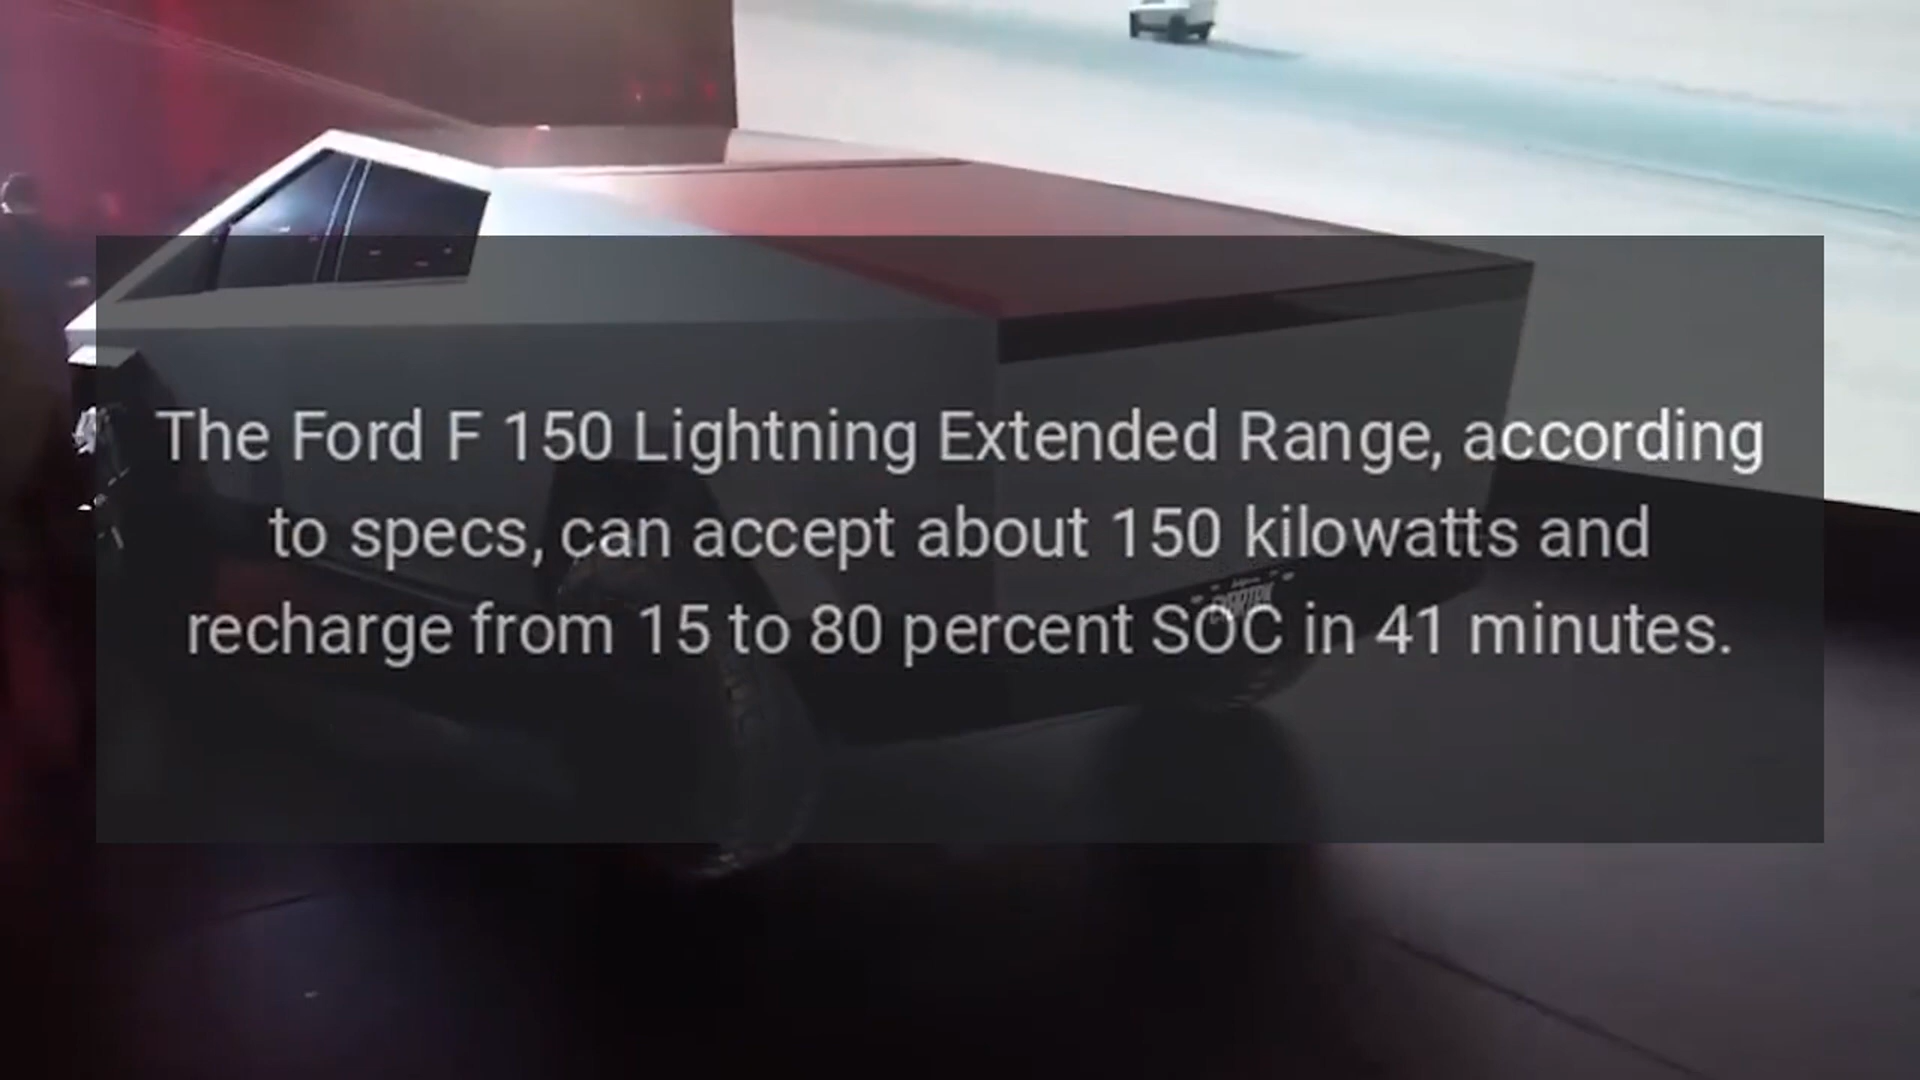 The Ford F 150 Lightning Extended Range, according
to specs, can accept about 150 kilowatts and
recharge from 15 to 80 percent SOC in 41 minutes.